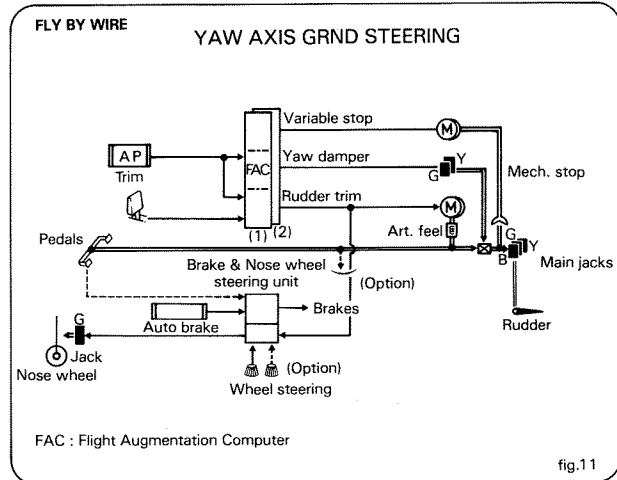 FLY BY WIRE
YAW AXIS GRND STEERING
Variable stop
M
AP
Trim
FAC
Yaw damper
G
Y
Mech. stop
Rudder trim
M
(1) (2)
Art. feel
Pedals
G
Y
B
Main jacks
Brake & Nose wheel
steering unit
(Option)
Brakes
Auto brake
Rudder
G
Jack
Nose wheel
(Option)
Wheel steering
FAC : Flight Augmentation Computer
fig.11